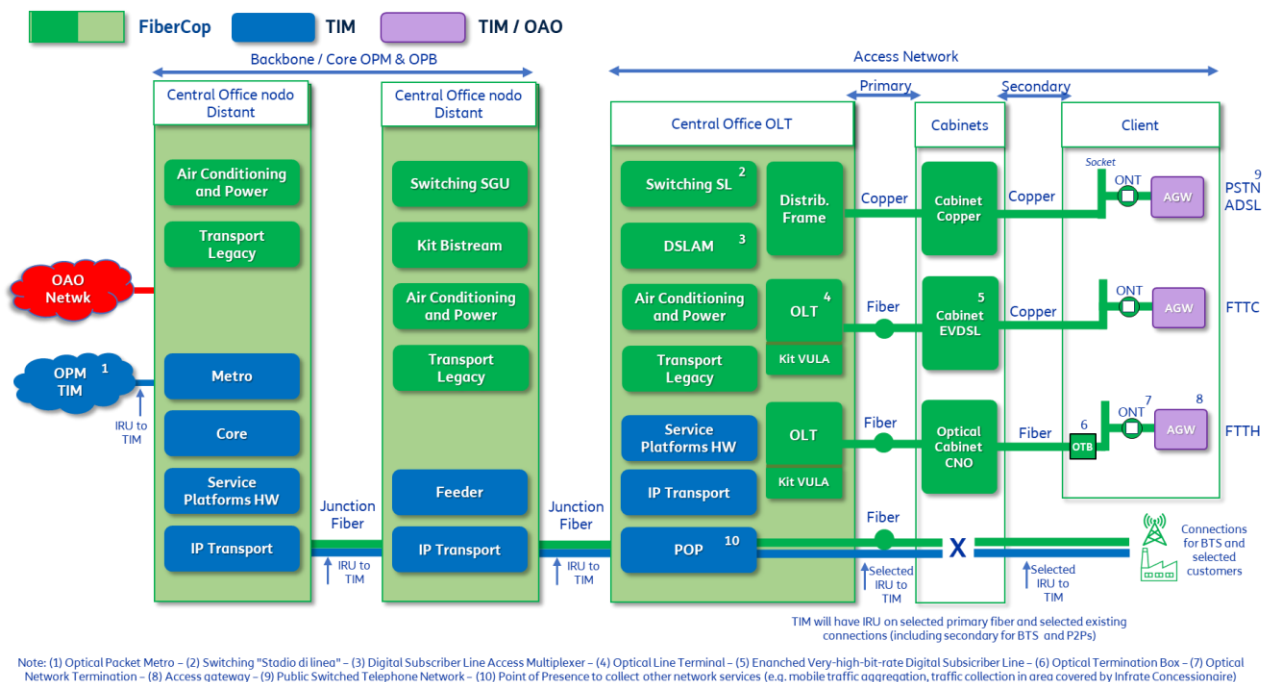 FiberCop
TIM
TIM / OAO
Backbone / Core OPM & OPB
Access Network
Primary
Secondary
Central Office nodo
Distant
Central Office nodo
Distant
Central Office OLT
Cabinets
Client
Air Conditioning
and Power
Transport
Legacy
Metro
Core
Service
Platforms HW
IP Transport
OAO
Netwk
OPM
TIM
1
IRU to
TIM
Junction
Fiber
IRU to
TIM
Switching SGU
Kit Bistream
Air Conditioning
and Power
Transport
Legacy
Feeder
IP Transport
Junction
Fiber
IRU to
TIM
Switching SL
2
DSLAM
3
Air Conditioning
and Power
Transport
Legacy
Service
Platforms HW
IP Transport
POP
10
Distrib.
Frame
OLT
4
Kit VULA
OLT
Kit VULA
Copper
Cabinet
Copper
Copper
Socket
ONT
AGW
9
PSTN
ADSL
Fiber
5
Cabinet
EVDSL
Copper
ONT
AGW
FTTC
Fiber
Optical
Cabinet
CNO
Fiber
6
OTB
7
ONT
8
AGW
FTTH
Fiber
X
Selected
IRU to
TIM
Selected
IRU to
TIM
Connections
for BTS and
selected
customers
TIM will have IRU on selected primary fiber and selected existing
connections (including secondary for BTS and P2Ps)
Note: (1) Optical Packet Metro – (2) Switching "Stadio di linea" – (3) Digital Subscriber Line Access Multiplexer – (4) Optical Line Terminal – (5) Enanched Very-high-bit-rate Digital Subsicriber Line – (6) Optical Termination Box – (7) Optical
Network Termination – (8) Access gateway – (9) Public Switched Telephone Network – (10) Point of Presence to collect other network services (e.g. mobile traffic aggregation, traffic collection in area covered by Infrate Concessionaire)